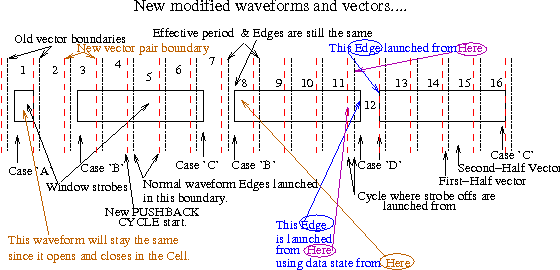 New modified waveforms and vectors....
Effective period & Edges are still the same
Old vector boundaries
New vector pair boundary
This Edge launched from Here
1 2 3 4 5 6 7 8 9 10 11 12 13 14 15 16
Case 'A'
Case 'B'
Case 'C'
Case 'B'
Case 'D'
Case 'C'
Window strobes
Normal waveform Edges launched
in this boundary.
New PUSHBACK
CYCLE start.
Second-Half Vector
First-Half vector
Cycle where strobe offs are
launched from
This waveform will stay the same
since it opens and closes in the Cell.
This Edge
is launched
from Here
using data state from Here